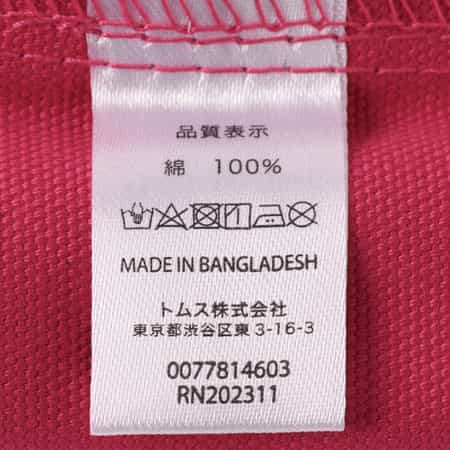 品質表示
綿 100%
MADE IN BANGLADESH
トムス株式会社
東京都渋谷区東3-16-3
0077814603
RN202311